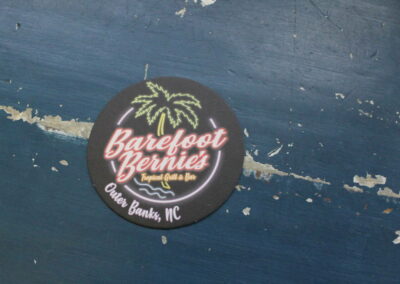 Barefoot
Bernie's
Tropical Grill & Bar
Outer Banks, NC